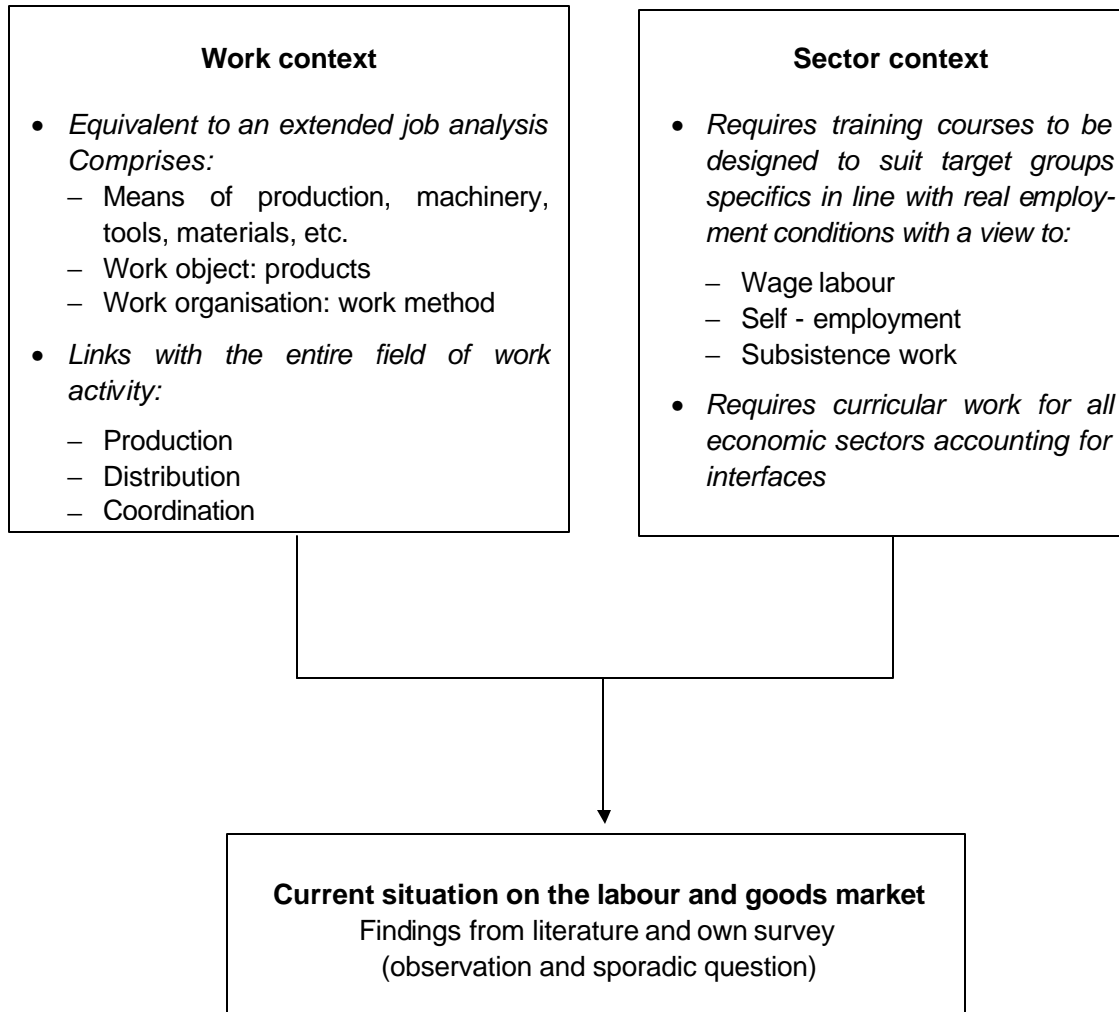 Work context
• Equivalent to an extended job analysis
Comprises:
– Means of production, machinery,
tools, materials, etc.
– Work object: products
– Work organisation: work method
• Links with the entire field of work
activity:
– Production
– Distribution
– Coordination
Sector context
• Requires training courses to be
designed to suit target groups
specifics in line with real employ-
ment conditions with a view to:
– Wage labour
– Self - employment
– Subsistence work
• Requires curricular work for all
economic sectors accounting for
interfaces
Current situation on the labour and goods market
Findings from literature and own survey
(observation and sporadic question)